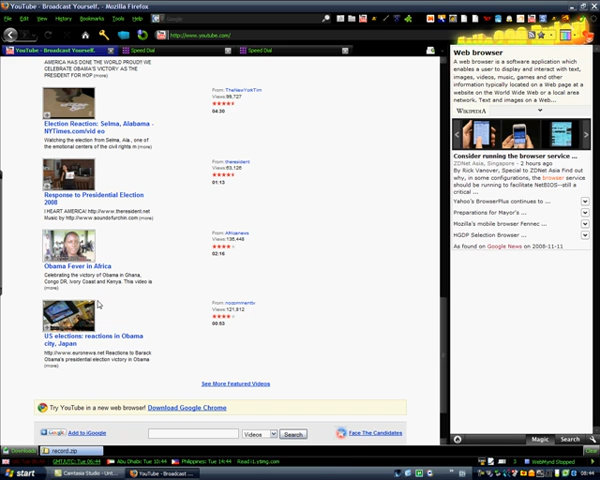 YouTube - Broadcast Yourself. - Mozilla Firefox
File Edit View History Bookmarks Tools Help
Google
http://www.youtube.com/
YouTube - Broadcast Yourself.
Speed Dial
Speed Dial
AMERICA HAS DONE THE WORLD PROUD!! WE
CELEBRATE OBAMA'S VICTORY AS THE
PRESIDENT FOR HOP (more)
Election Reaction: Selma, Alabama -
NYTimes.com/vid eo
Watching the election from Selma, Ala., one of
the emotional centers of the civil rights m (more)
From: TheNewYorkTim
Views: 99,727
04:30
Response to Presidential Election
2008
I HEART AMERICA! http://www.theresident.net
Music by http://www.soundsforchin.com (more)
From: theresident
Views: 83,126
01:13
Obama Fever in Africa
Celebrating the victory of Obama in Ghana,
Congo DR, Ivory Coast and Kenya. This video is
(more)
From: Africanews
Views: 136,448
02:16
US elections: reactions in Obama
city, Japan
http://www.euronews.net Reactions to Barack
Obama's presidential election victory in Obama
(more)
From: nocommenttv
Views: 121,812
00:53
See More Featured Videos
Try YouTube in a new web browser! Download Google Chrome
Google Add to iGoogle
Videos
Search
Face The Candidates
Web browser
A web browser is a software application which
enables a user to display and interact with text,
images, videos, music, games and other
information typically located on a Web page at a
website on the World Wide Web or a local area
network. Text and images on a Web...
WIKIPEDIA
Consider running the browser service ...
ZDNet Asia, Singapore - 2 hours ago
By Rick Vanover, Special to ZDNet Asia Find out
why, in some configurations, the browser service
should be running to facilitate NetBIOS--still a
critical ...
Yahoo's BrowserPlus continues to ...
Preparations for Mayor's ...
Mozilla's mobile browser Fennec ...
HGDP Selection Browser ...
As found on Google News on 2008-11-11
Magic
Search
record.zip
GMT/UTC: Tue 06:44
Abu Dhabi: Tue 10:44
Philippines: Tue 14:44
WebMynd Stopped
start
Camtasia Studio - Unt...
YouTube - Broadcast ...
08:44